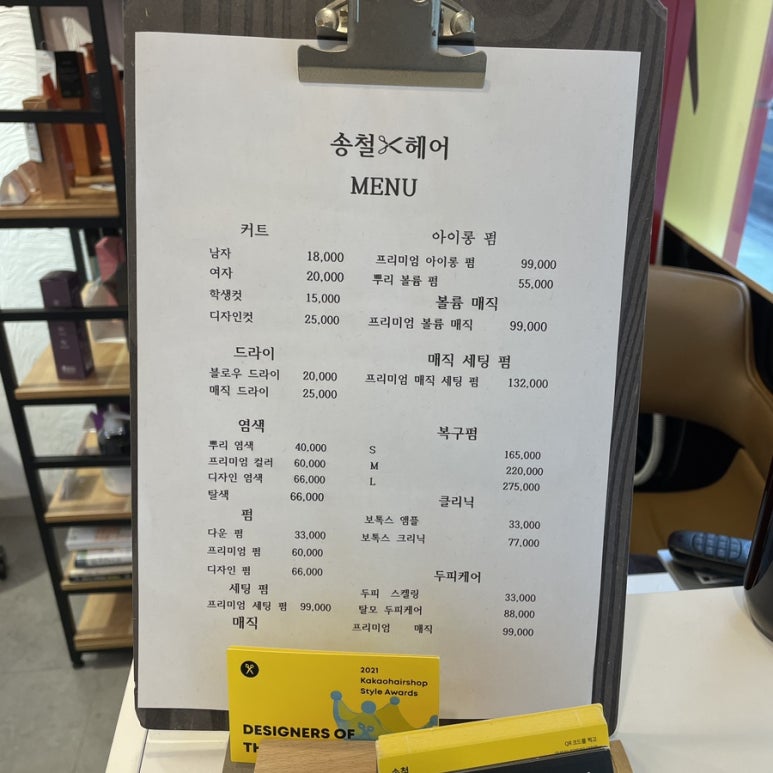 송철 헤어
MENU
커트
남자 18,000
여자 20,000
학생컷 15,000
디자인컷 25,000
드라이
블로우 드라이 20,000
매직 드라이 25,000
염색
뿌리 염색 40,000
프리미엄 컬러 60,000
디자인 염색 66,000
탈색 66,000
펌
다운 펌 33,000
프리미엄 펌 60,000
디자인 펌 66,000
세팅 펌
프리미엄 세팅 펌 99,000
매직
아이롱 펌
프리미엄 아이롱 펌 99,000
뿌리 볼륨 펌 55,000
볼륨 매직
프리미엄 볼륨 매직 99,000
매직 세팅 펌
프리미엄 매직 세팅 펌 132,000
복구펌
S 165,000
M 220,000
L 275,000
클리닉
보톡스 앰플 33,000
보톡스 크리닉 77,000
두피케어
두피 스켈링 33,000
탈모 두피케어 88,000
프리미엄 매직 99,000
2021
Kakaohairshop
Style Awards
DESIGNERS OF
TH
QR 코드를 찍고
송철